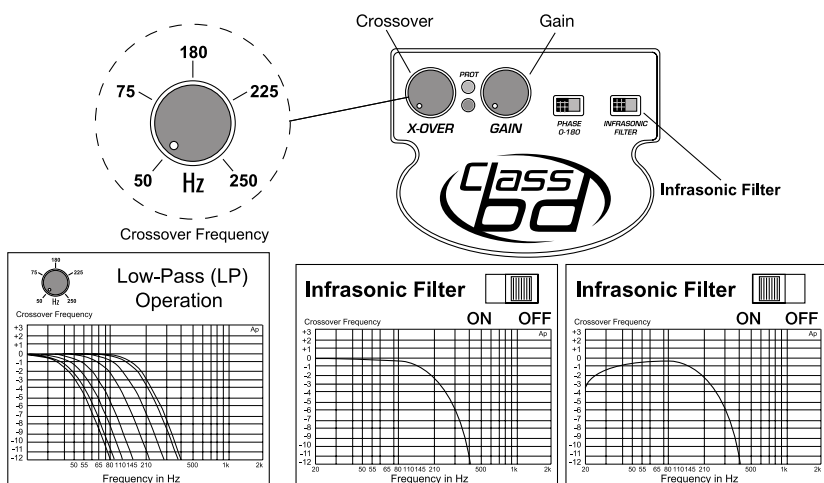 Crossover
Gain
180
75
225
50
Hz
250
Crossover Frequency
PROT
X-OVER
GAIN
PHASE
0-180
INFRASONIC
FILTER
class
bd
Infrasonic Filter
180
75
225
50
Hz
250
Low-Pass (LP)
Operation
Crossover Frequency
Ap
+3
+2
+1
0
-1
-2
-3
-4
-5
-6
-7
-8
-9
-10
-11
-12
50 55 65 80 110 145 210 500 1k 2k
Frequency in Hz
Infrasonic Filter
ON OFF
Crossover Frequency
Ap
+3
+2
+1
0
-1
-2
-3
-4
-5
-6
-7
-8
-9
-10
-11
-12
20 50 55 65 80 110 145 210 500 1k 2k
Frequency in Hz
Infrasonic Filter
ON OFF
Crossover Frequency
Ap
+3
+2
+1
0
-1
-2
-3
-4
-5
-6
-7
-8
-9
-10
-11
-12
20 50 55 65 80 110 145 210 500 1k 2k
Frequency in Hz